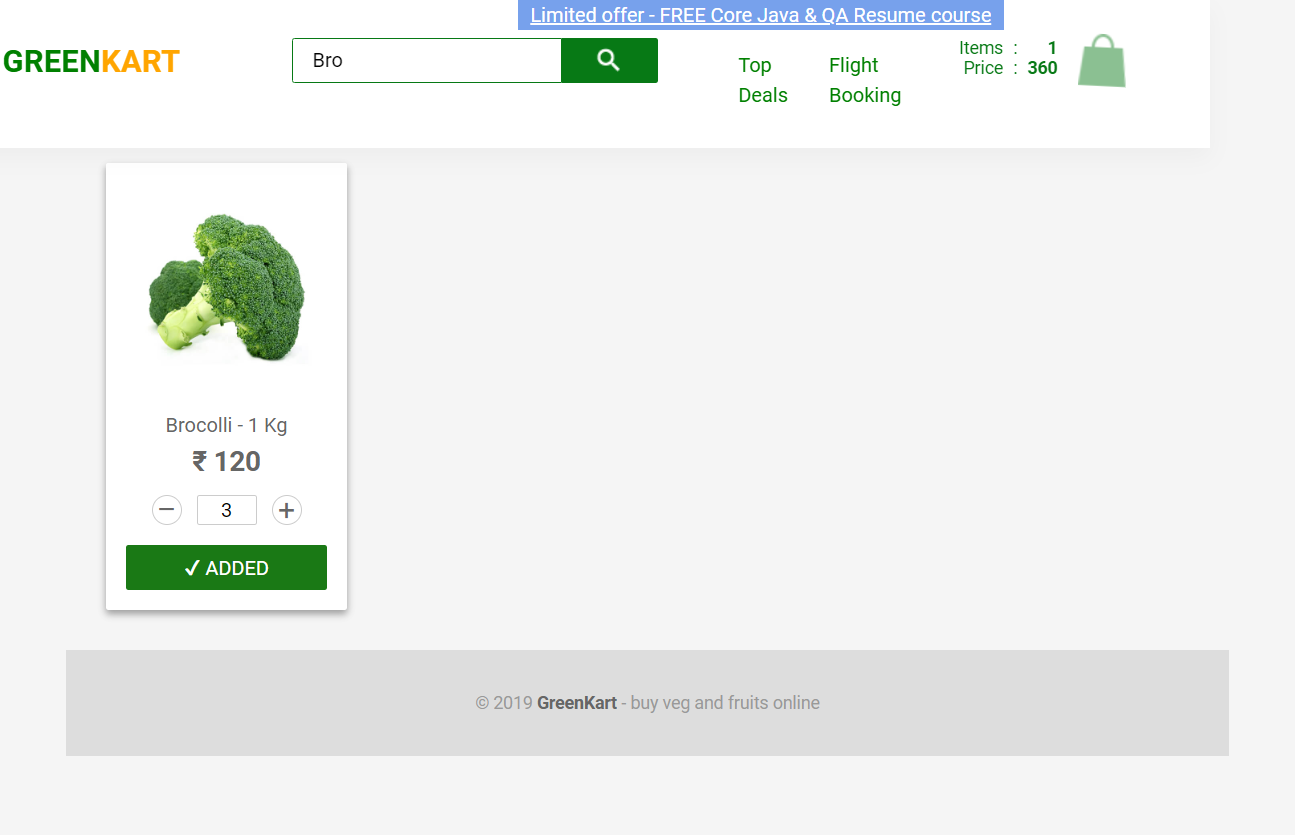 Limited offer - FREE Core Java & QA Resume course
GREENKART
Bro
Top Deals
Flight Booking
Items : 1
Price : 360
Brocolli - 1 Kg
₹ 120
− 3 +
✓ ADDED
© 2019 GreenKart - buy veg and fruits online